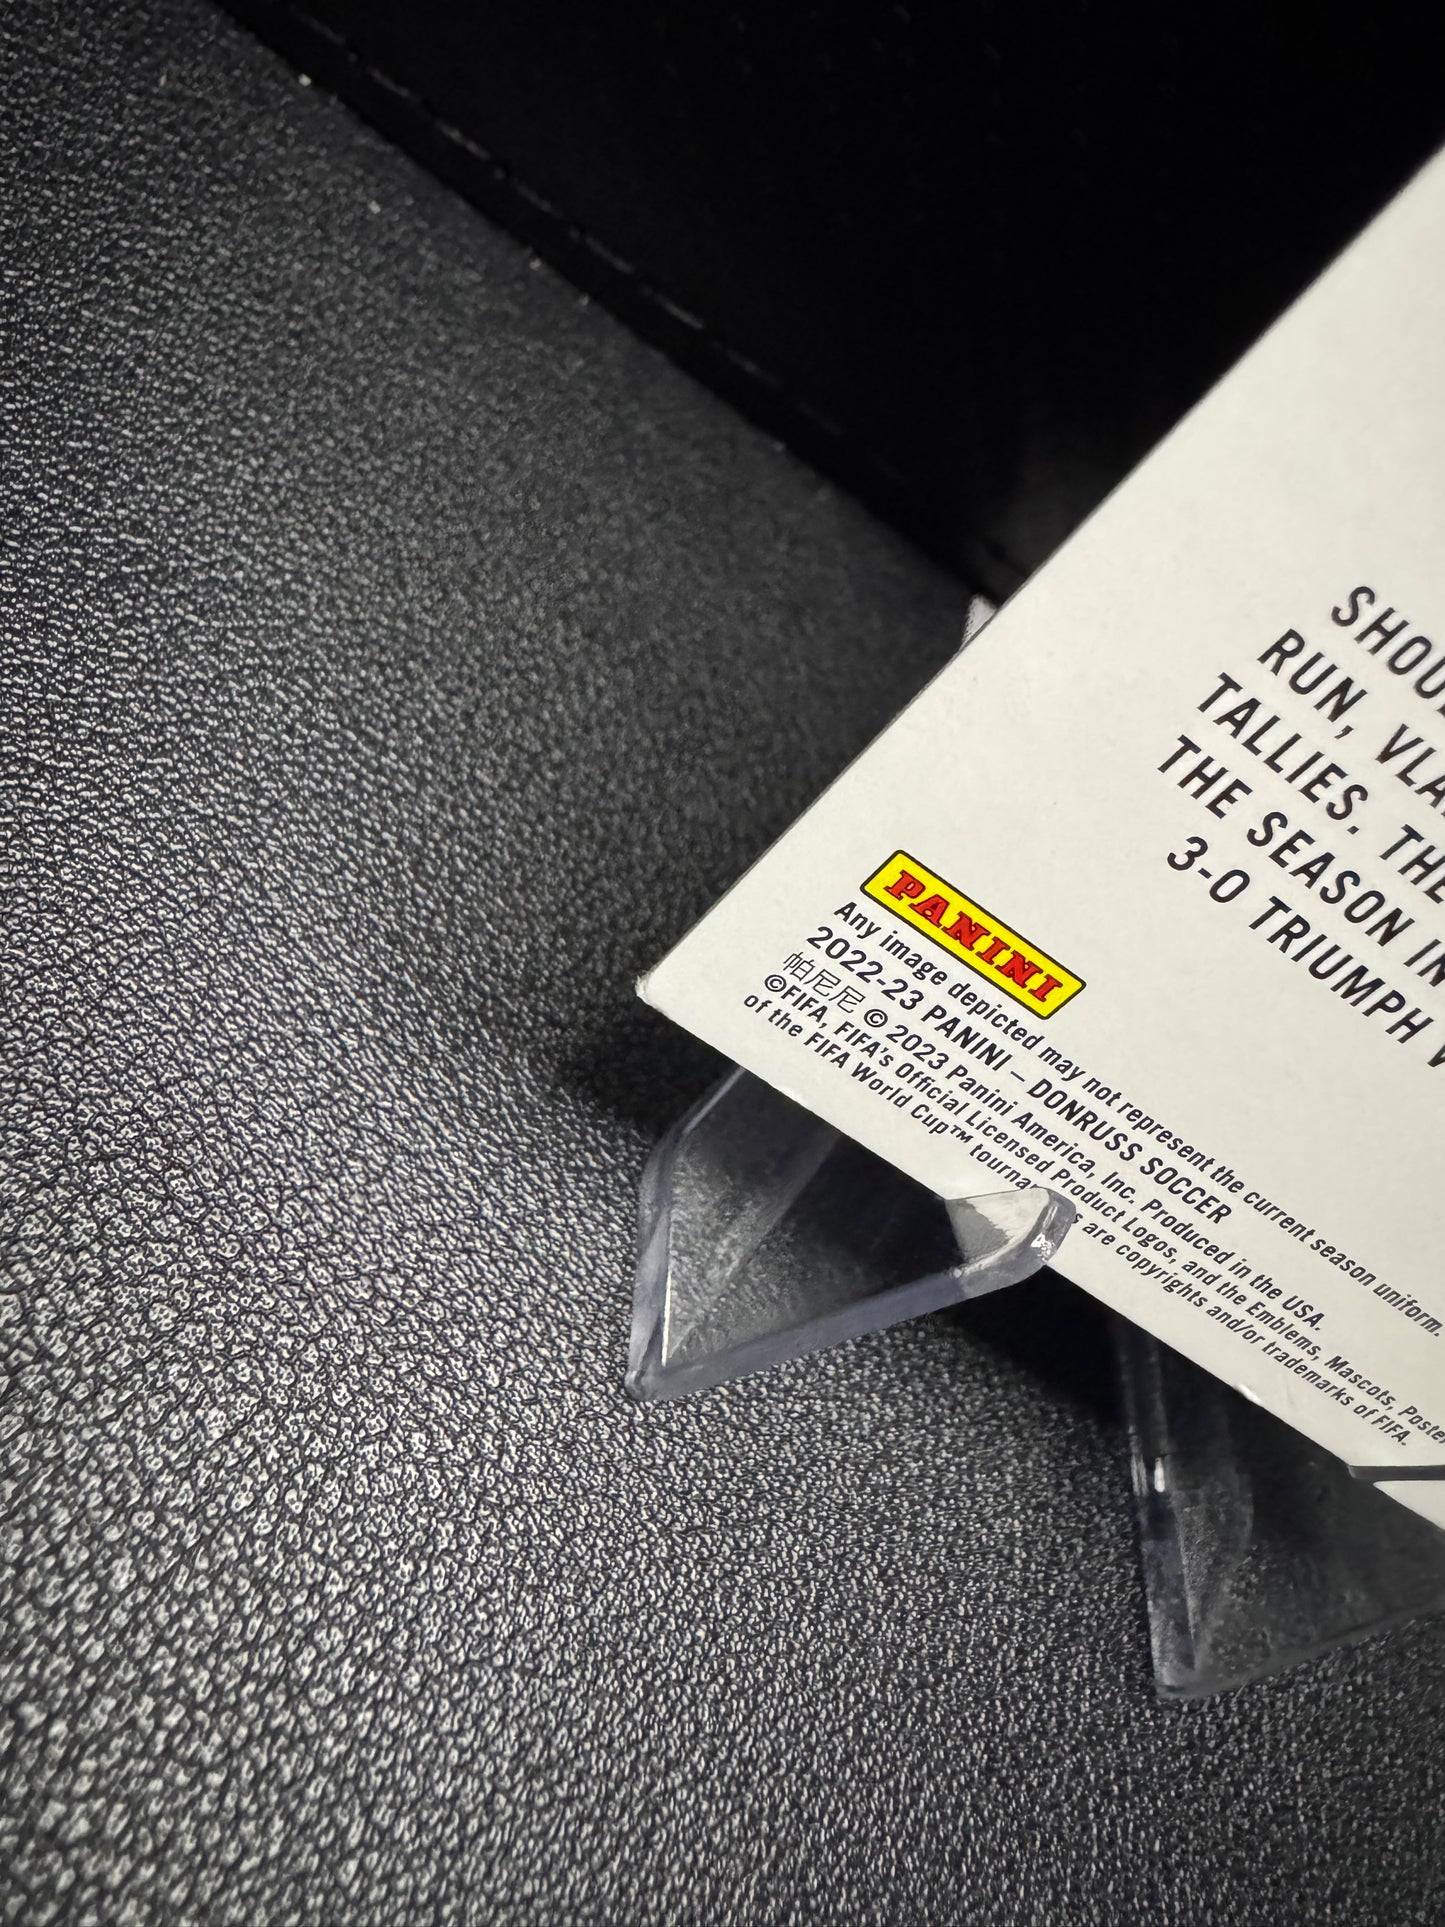 SHOU
RUN, VLA
TALLIES. THE
THE SEASON IN
3-0 TRIUMPH
PANINI
Any image depicted may not represent the current season uniform.
2022-23 PANINI – DONRUSS SOCCER
帕尼尼 © 2023 Panini America, Inc. Produced in the USA.
©FIFA, FIFA's Official Licensed Product Logos, and the Emblems, Mascots, Poster
of the FIFA World Cup™ tourna s are copyrights and/or trademarks of FIFA.